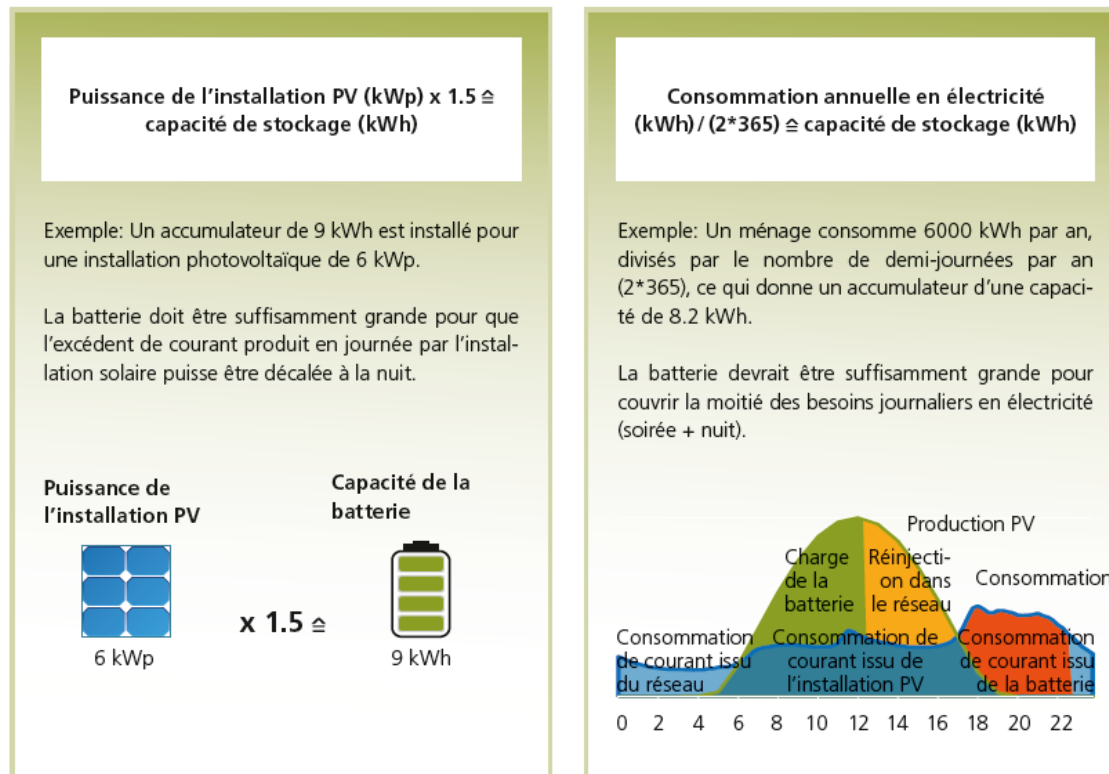 Puissance de l’installation PV (kWp) x 1.5 ≙
capacité de stockage (kWh)
Exemple: Un accumulateur de 9 kWh est installé pour
une installation photovoltaïque de 6 kWp.
La batterie doit être suffisamment grande pour que
l’excédent de courant produit en journée par l’instal-
lation solaire puisse être décalée à la nuit.
Puissance de
l’installation PV
Capacité de la
batterie
x 1.5 ≙
6 kWp
9 kWh
Consommation annuelle en électricité
(kWh) / (2*365) ≙ capacité de stockage (kWh)
Exemple: Un ménage consomme 6000 kWh par an,
divisés par le nombre de demi-journées par an
(2*365), ce qui donne un accumulateur d’une capaci-
té de 8.2 kWh.
La batterie devrait être suffisamment grande pour
couvrir la moitié des besoins journaliers en électricité
(soirée + nuit).
Production PV
Charge
de la
batterie
Réinjecti-
on dans
le réseau
Consommation
Consommation
de courant issu
du réseau
Consommation de
courant issu de
l’installation PV
Consommation
de courant issu
de la batterie
0 2 4 6 8 10 12 14 16 18 20 22